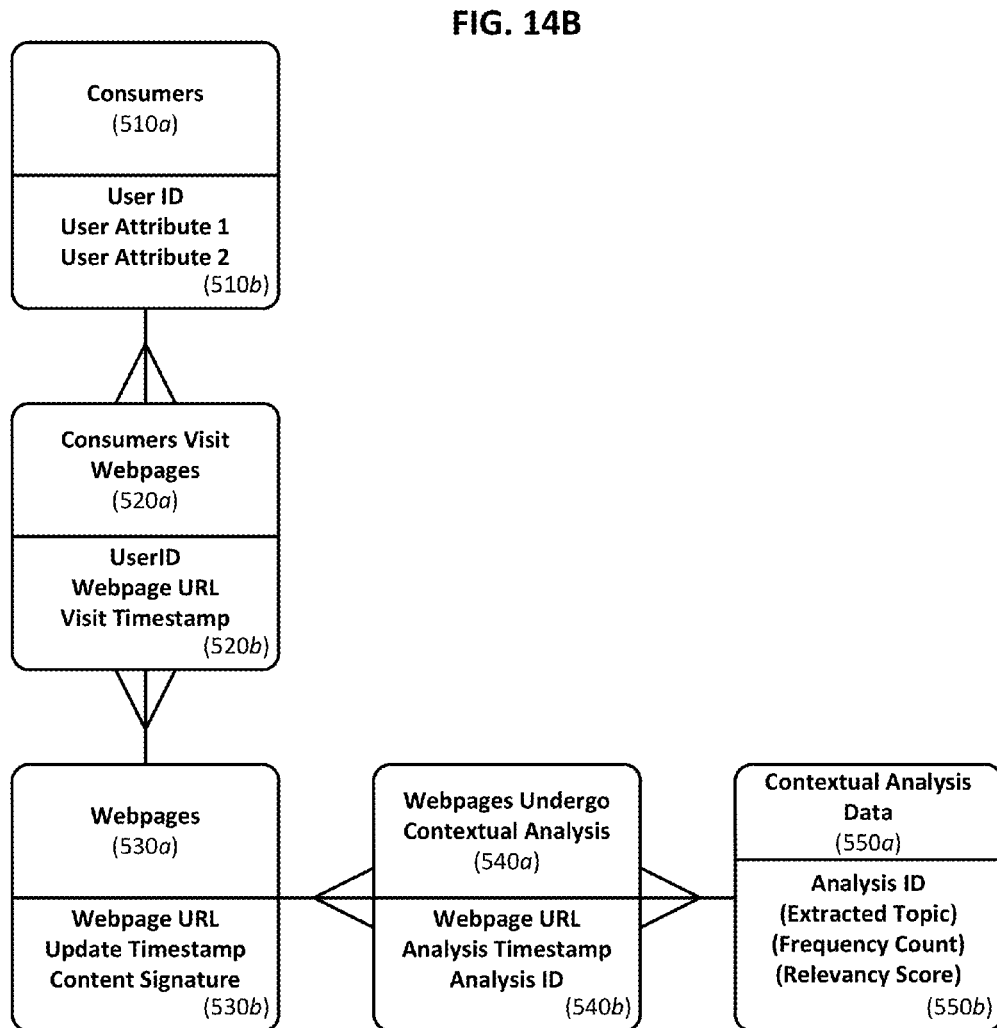 FIG. 14B
Consumers
(510a)
User ID
User Attribute 1
User Attribute 2
(510b)
Consumers Visit
Webpages
(520a)
UserID
Webpage URL
Visit Timestamp
(520b)
Webpages
(530a)
Webpage URL
Update Timestamp
Content Signature
(530b)
Webpages Undergo
Contextual Analysis
(540a)
Webpage URL
Analysis Timestamp
Analysis ID
(540b)
Contextual Analysis
Data
(550a)
Analysis ID
(Extracted Topic)
(Frequency Count)
(Relevancy Score)
(550b)